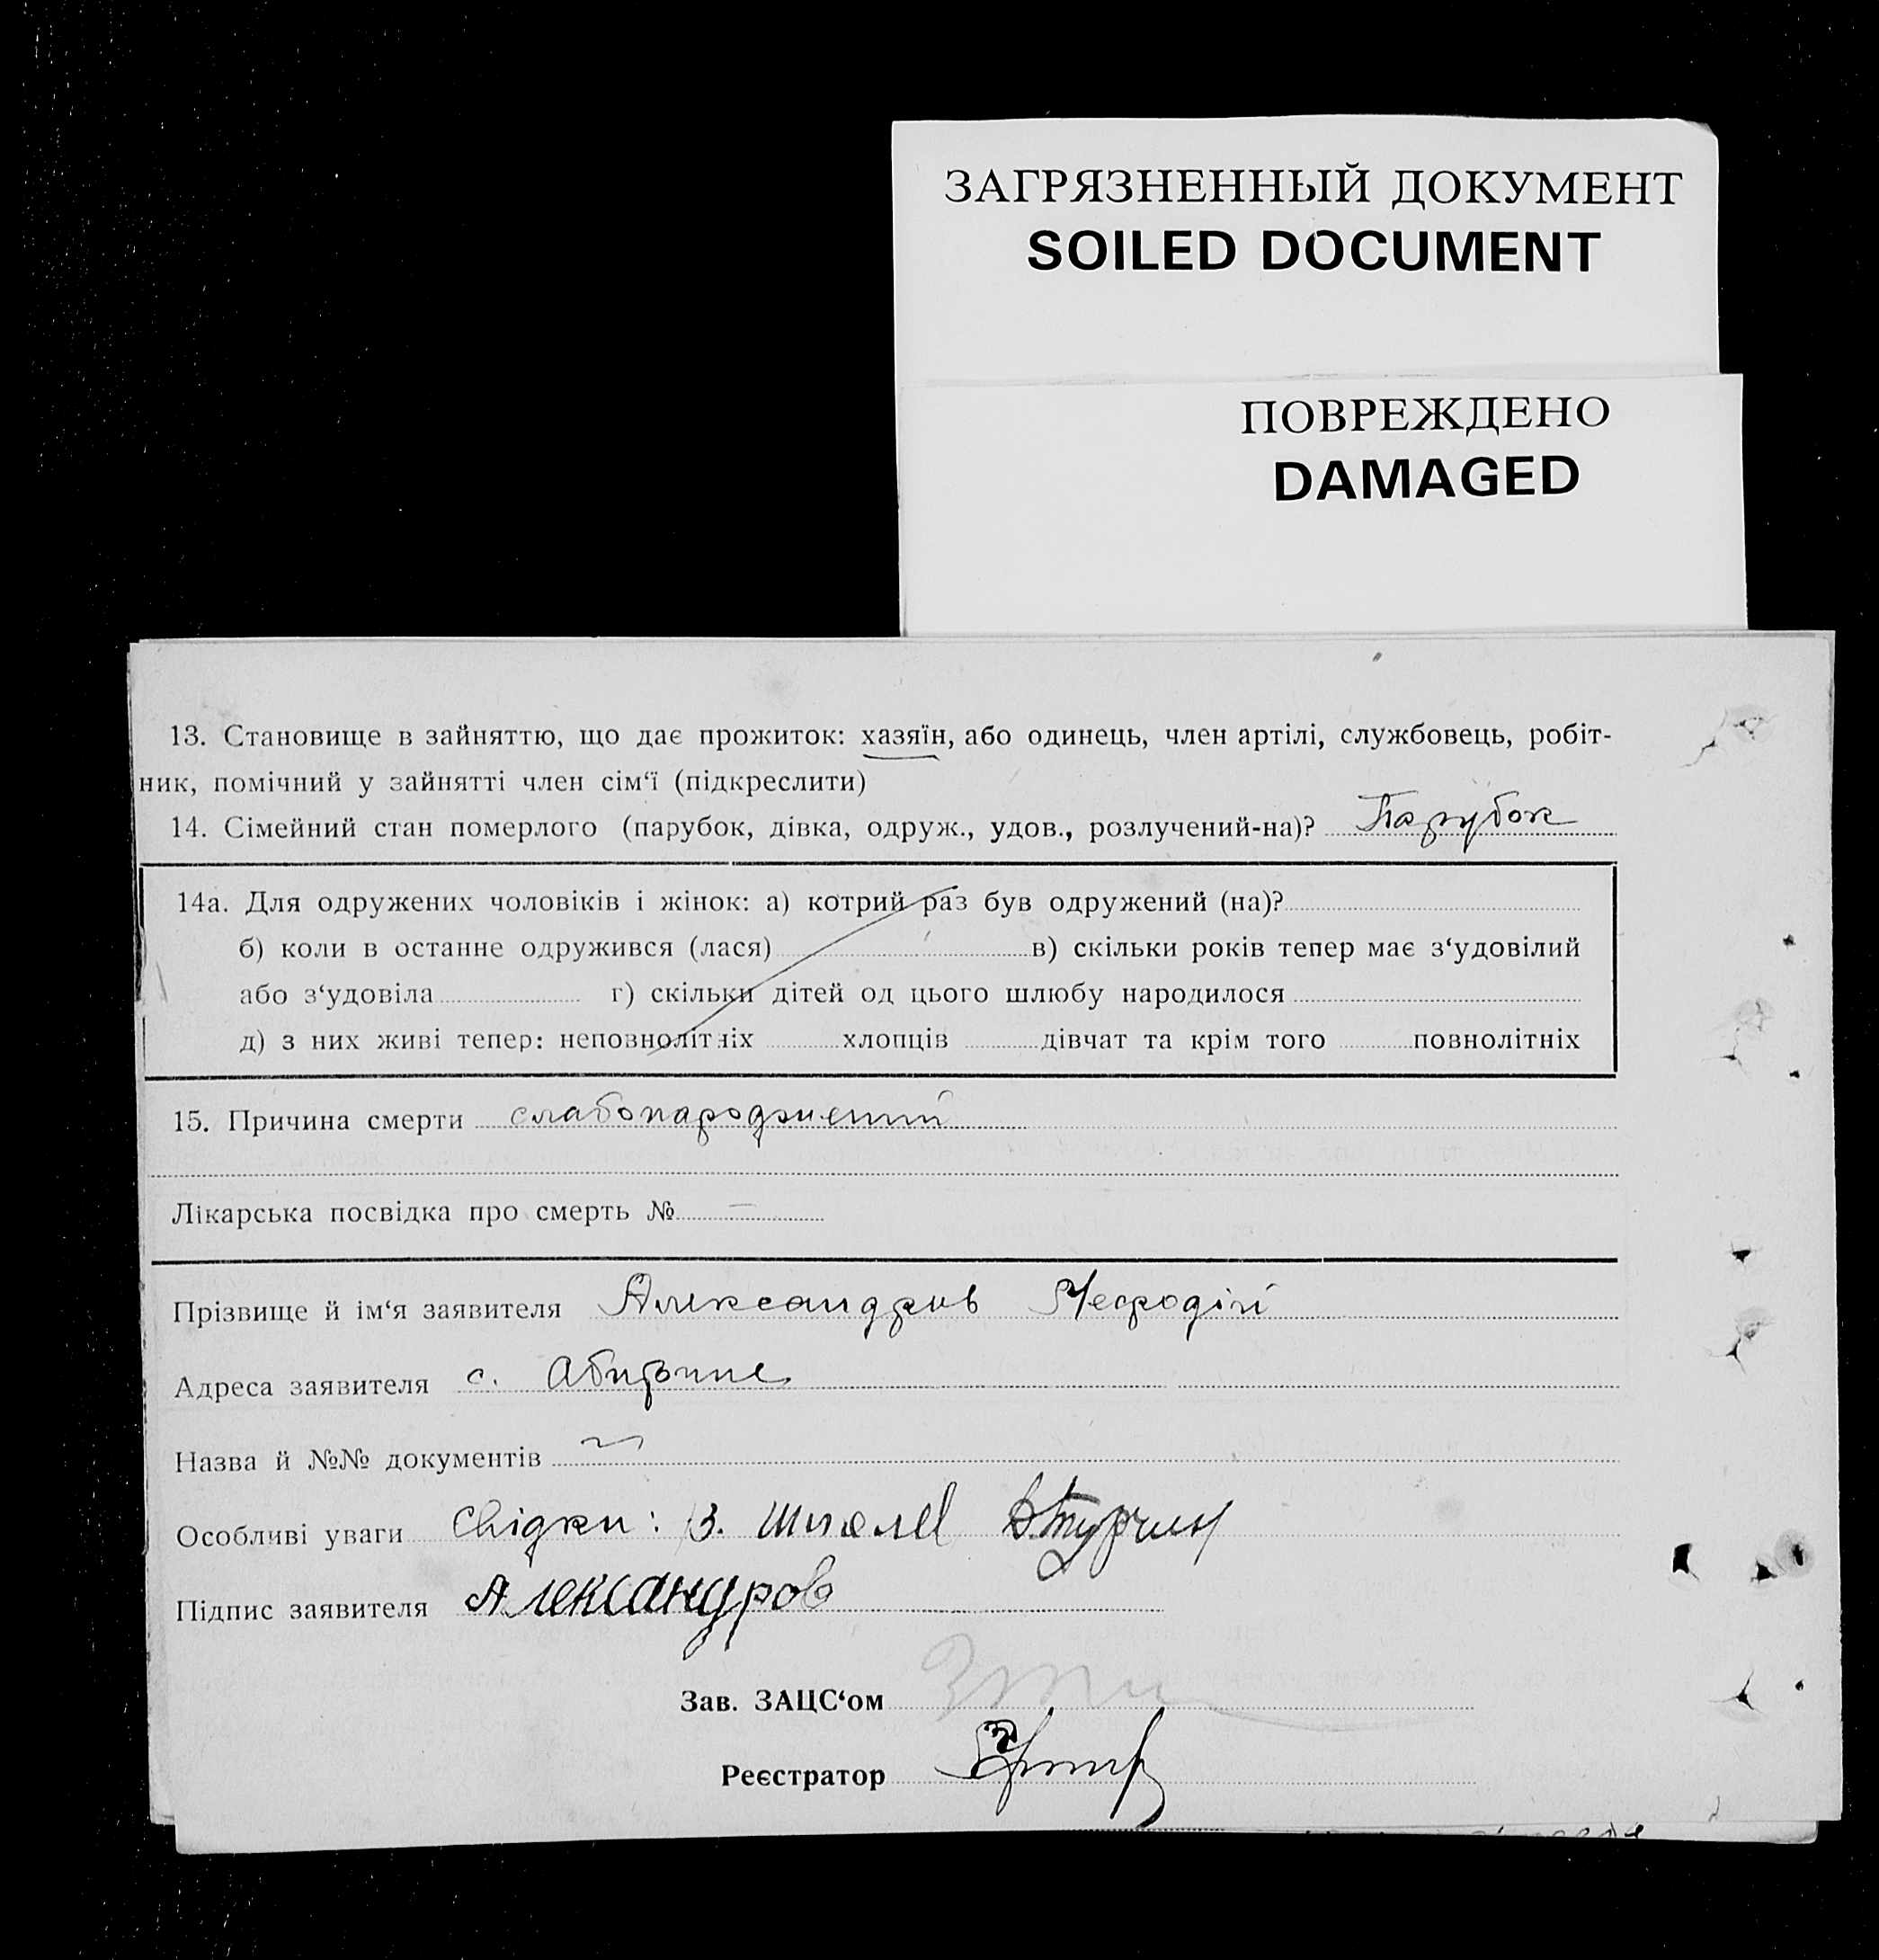 ЗАГРЯЗНЕННЫЙ ДОКУМЕНТ
SOILED DOCUMENT
ПОВРЕЖДЕНО
DAMAGED
13. Становище в зайняттю, що дає прожиток: хазяїн, або одинець, член артілі, службовець, робіт-
ник, помічний у зайнятті член сім‘ї (підкреслити)
14. Сімейний стан померлого (парубок, дівка, одруж., удов., розлучений-на)? Парубок
14а. Для одружених чоловіків і жінок: а) котрий раз був одружений (на)?
б) коли в останне одружився (лася) в) скільки років тепер має з‘удовілий
або з‘удовіла г) скільки дітей од цього шлюбу народилося
д) з них живі тепер: неповнолітніх хлопців дівчат та крім того повнолітніх
15. Причина смерти слабонароджений
Лікарська посвідка про смерть № —
Прізвище й ім‘я заявителя Александров Мефодій
Адреса заявителя с.
Назва й №№ документів
Особливі уваги свідки:
Підпис заявителя Александров
Зав. ЗАЦС‘ом
Реєстратор